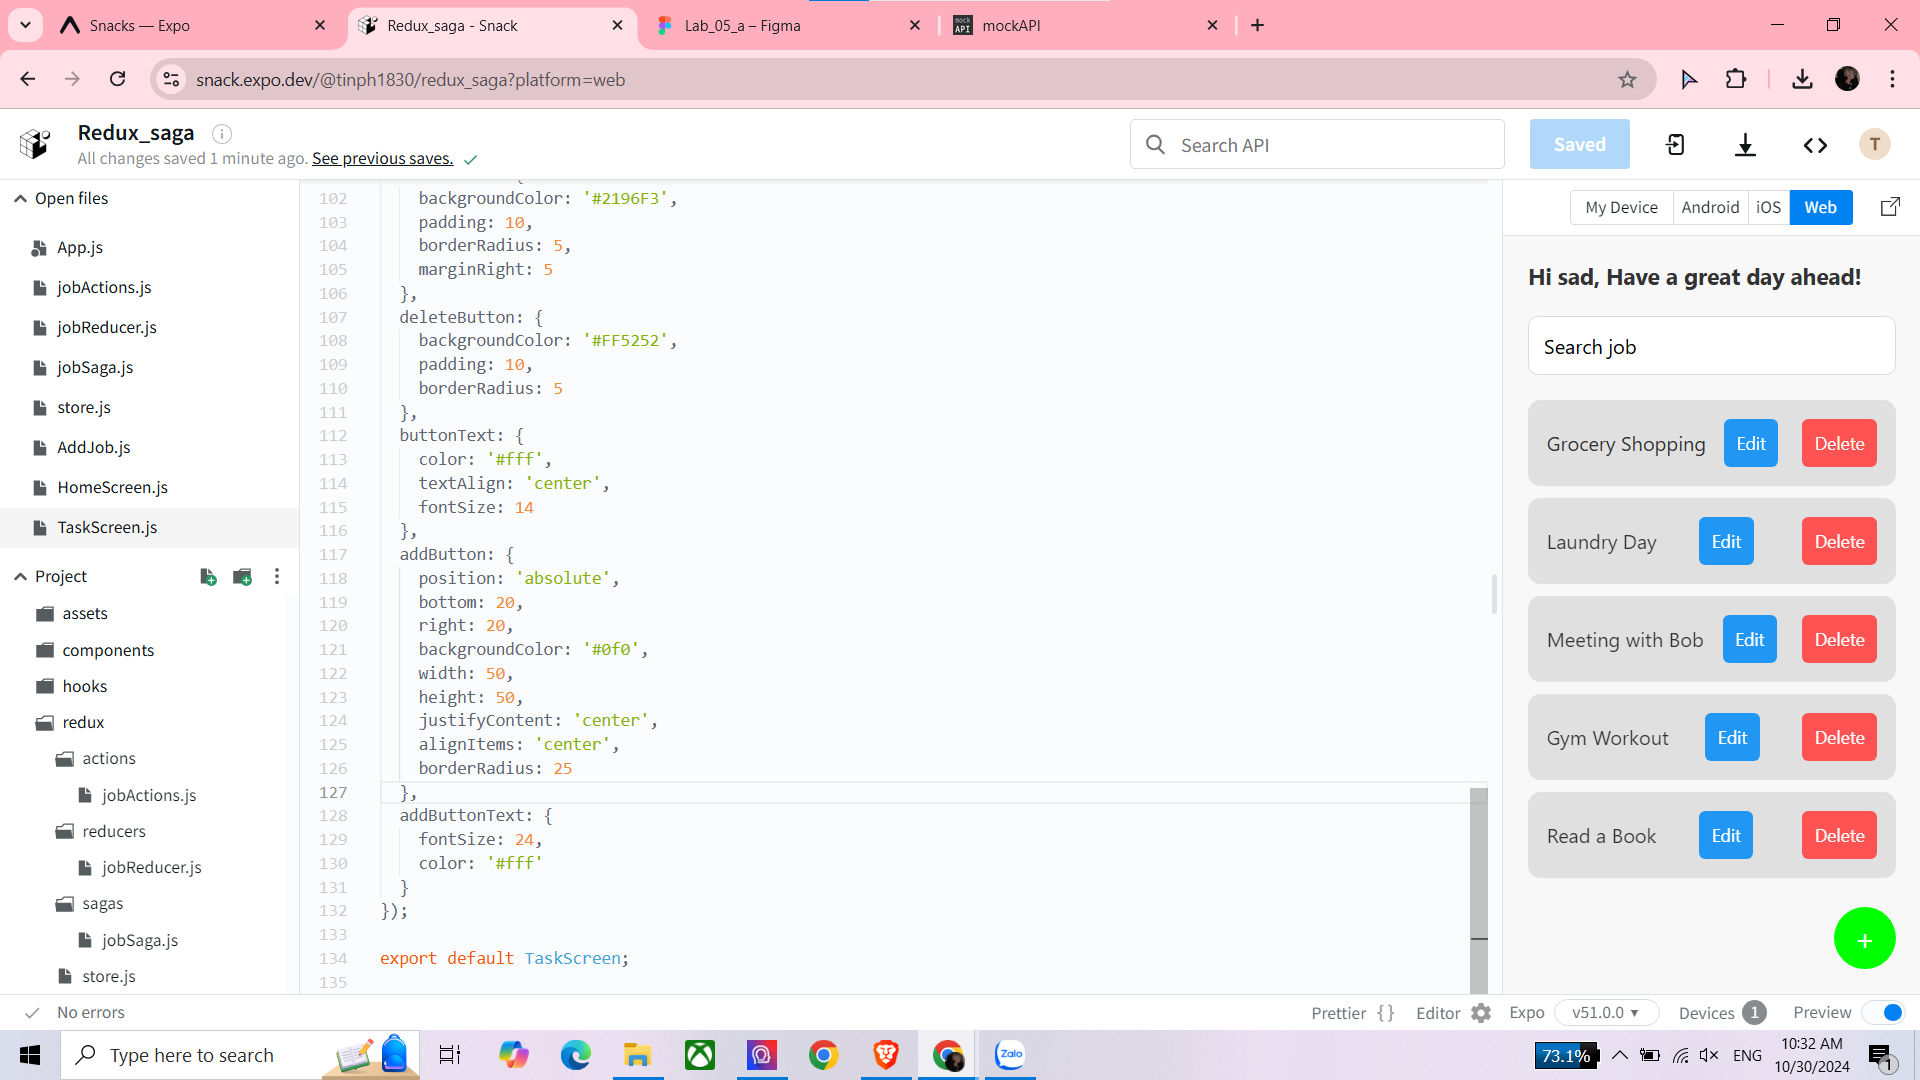 Snacks — Expo
Redux_saga - Snack
Lab_05_a – Figma
mock
API
mockAPI
snack.expo.dev/@tinph1830/redux_saga?platform=web
Redux_saga
All changes saved 1 minute ago. See previous saves.
Search API
Saved
T
Open files
App.js
jobActions.js
jobReducer.js
jobSaga.js
store.js
AddJob.js
HomeScreen.js
TaskScreen.js
Project
assets
components
hooks
redux
actions
jobActions.js
reducers
jobReducer.js
sagas
jobSaga.js
store.js
102 backgroundColor: '#2196F3',
103 padding: 10,
104 borderRadius: 5,
105 marginRight: 5
106 },
107 deleteButton: {
108 backgroundColor: '#FF5252',
109 padding: 10,
110 borderRadius: 5
111 },
112 buttonText: {
113 color: '#fff',
114 textAlign: 'center',
115 fontSize: 14
116 },
117 addButton: {
118 position: 'absolute',
119 bottom: 20,
120 right: 20,
121 backgroundColor: '#0f0',
122 width: 50,
123 height: 50,
124 justifyContent: 'center',
125 alignItems: 'center',
126 borderRadius: 25
127 },
128 addButtonText: {
129 fontSize: 24,
130 color: '#fff'
131 }
132 });
133
134 export default TaskScreen;
135
My Device Android iOS Web
Hi sad, Have a great day ahead!
Search job
Grocery Shopping Edit Delete
Laundry Day Edit Delete
Meeting with Bob Edit Delete
Gym Workout Edit Delete
Read a Book Edit Delete
+
No errors
Prettier { } Editor Expo v51.0.0 Devices 1 Preview
Type here to search
Zalo
73.1%
ENG
10:32 AM
10/30/2024
1